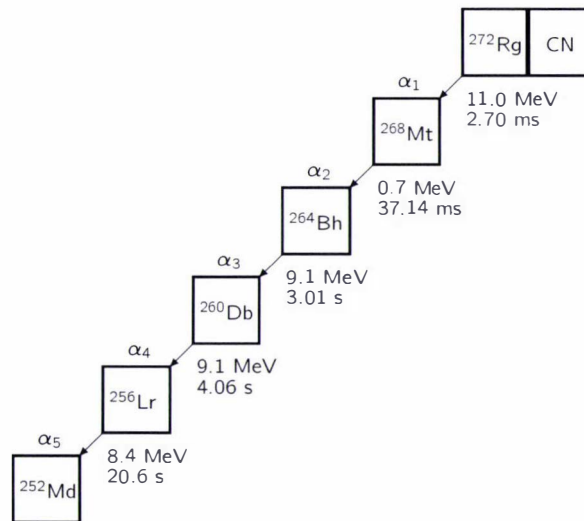 ²⁷²Rg CN
α₁
11.0 MeV
2.70 ms
²⁶⁸Mt
α₂
0.7 MeV
37.14 ms
²⁶⁴Bh
α₃
9.1 MeV
3.01 s
²⁶⁰Db
α₄
9.1 MeV
4.06 s
²⁵⁶Lr
α₅
8.4 MeV
20.6 s
²⁵²Md